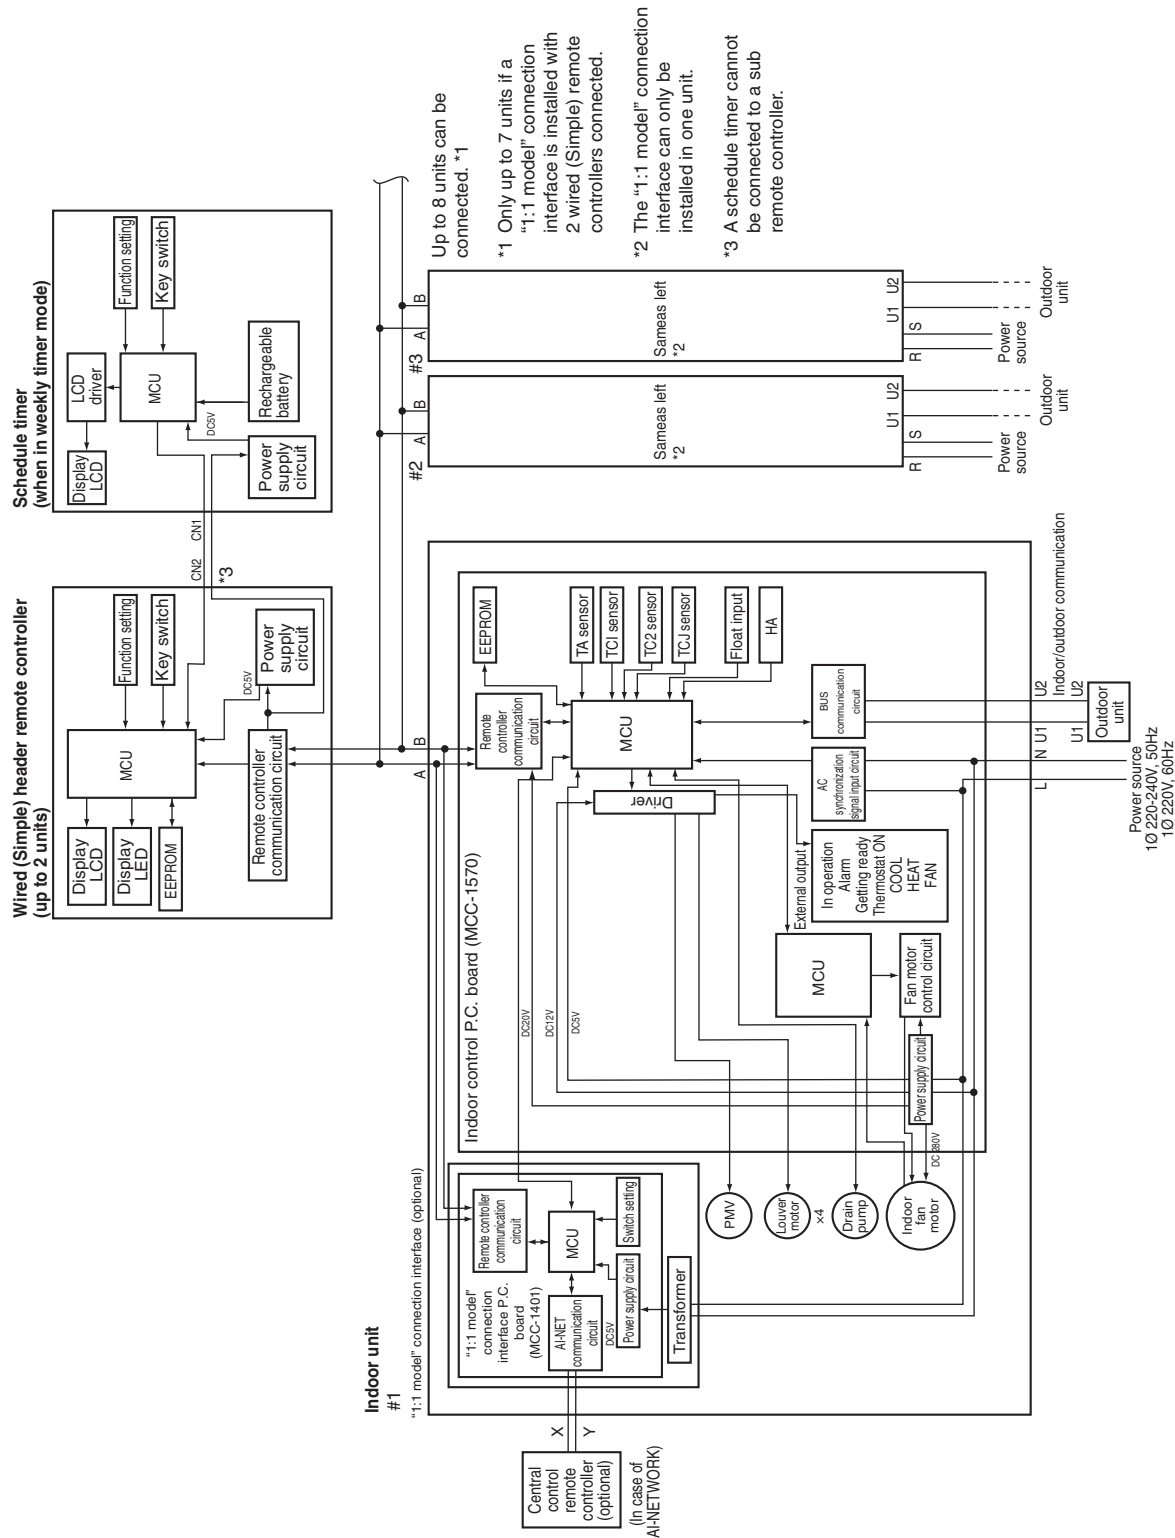 Wired (Simple) header remote controller
(up to 2 units)
Display
LCD
Display
LED
EEPROM
MCU
Function setting
Key switch
DC5V
Power
supply
circuit
Remote controller
communication circuit
CN2
CN1
*3
Schedule timer
(when in weekly timer mode)
Display
LCD
LCD
driver
MCU
Function setting
Key switch
DC5V
Power
supply
circuit
Rechargeable
battery
Indoor unit
#1
"1:1 model" connection interface (optional)
"1:1 model"
connection
interface P.C.
board
(MCC-1401)
Remote controller
communication
circuit
MCU
Switch setting
AI-NET
communication
circuit
DC5V
Power supply circuit
Transformer
X
Y
Central
control
remote
controller
(optional)
(In case of
AI-NETWORK)
Indoor control P.C. board (MCC-1570)
A
B
DC20V
DC12V
DC5V
Remote
controller
communication
circuit
EEPROM
MCU
TA sensor
TCI sensor
TC2 sensor
TCJ sensor
Float input
HA
Driver
PMV
Louver
motor
×4
Drain
pump
Indoor
fan
motor
DC 280V
Power supply circuit
Fan motor
control circuit
MCU
External output
In operation
Alarm
Getting ready
Thermostat ON
COOL
HEAT
FAN
AC
synchronization
signal input circuit
BUS
communication
circuit
L
N
U1
U2
Indoor/outdoor communication
U1
U2
Outdoor
unit
Power source
1Ø 220-240V, 50Hz
1Ø 220V, 60Hz
#2
A
B
Sameas left
*2
R
S
U1
U2
Power
source
Outdoor
unit
#3
A
B
Sameas left
*2
R
S
U1
U2
Power
source
Outdoor
unit
Up to 8 units can be
connected. *1
*1 Only up to 7 units if a
"1:1 model" connection
interface is installed with
2 wired (Simple) remote
controllers connected.
*2 The "1:1 model" connection
interface can only be
installed in one unit.
*3 A schedule timer cannot
be connected to a sub
remote controller.